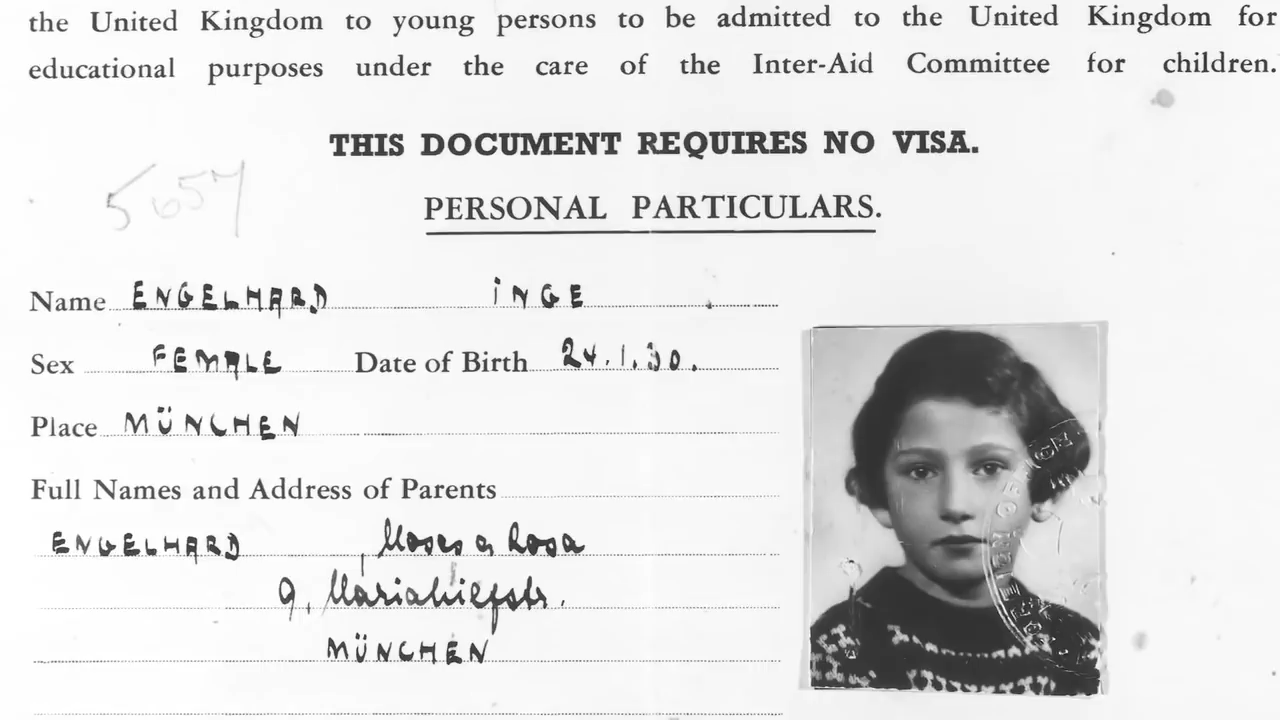 the United Kingdom to young persons to be admitted to the United Kingdom for
educational purposes under the care of the Inter-Aid Committee for children.
THIS DOCUMENT REQUIRES NO VISA.
5657
PERSONAL PARTICULARS.
Name ENGELHARD INGE
Sex FEMALE Date of Birth 24.1.30.
Place MÜNCHEN
Full Names and Address of Parents
ENGELHARD, Moses & Rosa
9, Mariahilfstr.
MÜNCHEN